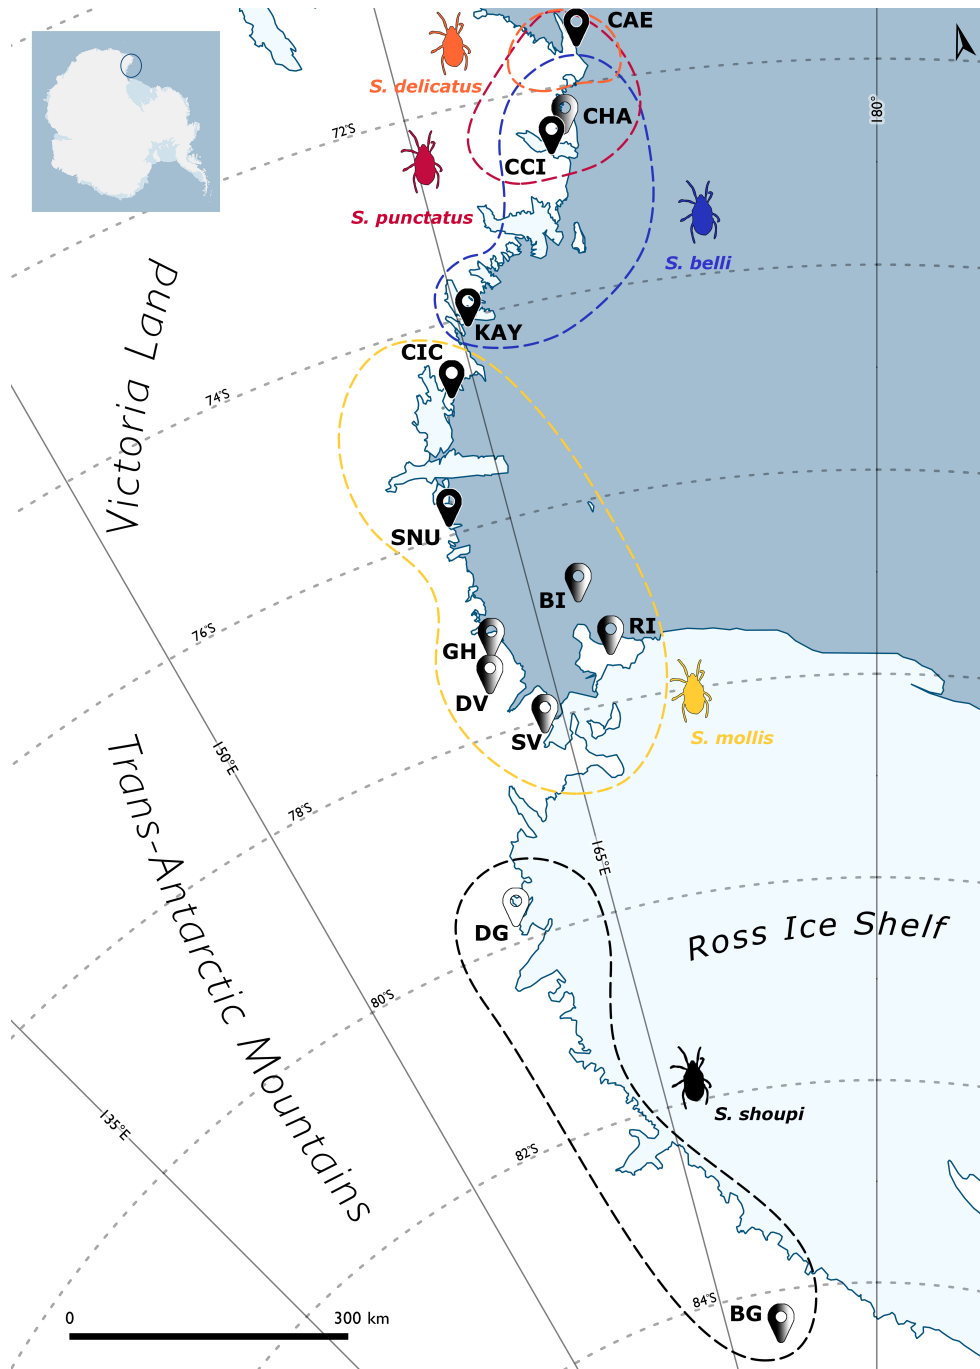 CAE
S. delicatus
180°
CHA
72°S
CCI
S. punctatus
S. belli
KAY
CIC
Victoria Land
74°S
SNU
BI
RI
76°S
GH
DV
SV
S. mollis
150°E
78°S
165°E
Ross Ice Shelf
DG
Trans-Antarctic Mountains
80°S
135°E
S. shoupi
82°S
84°S
BG
0
300 km